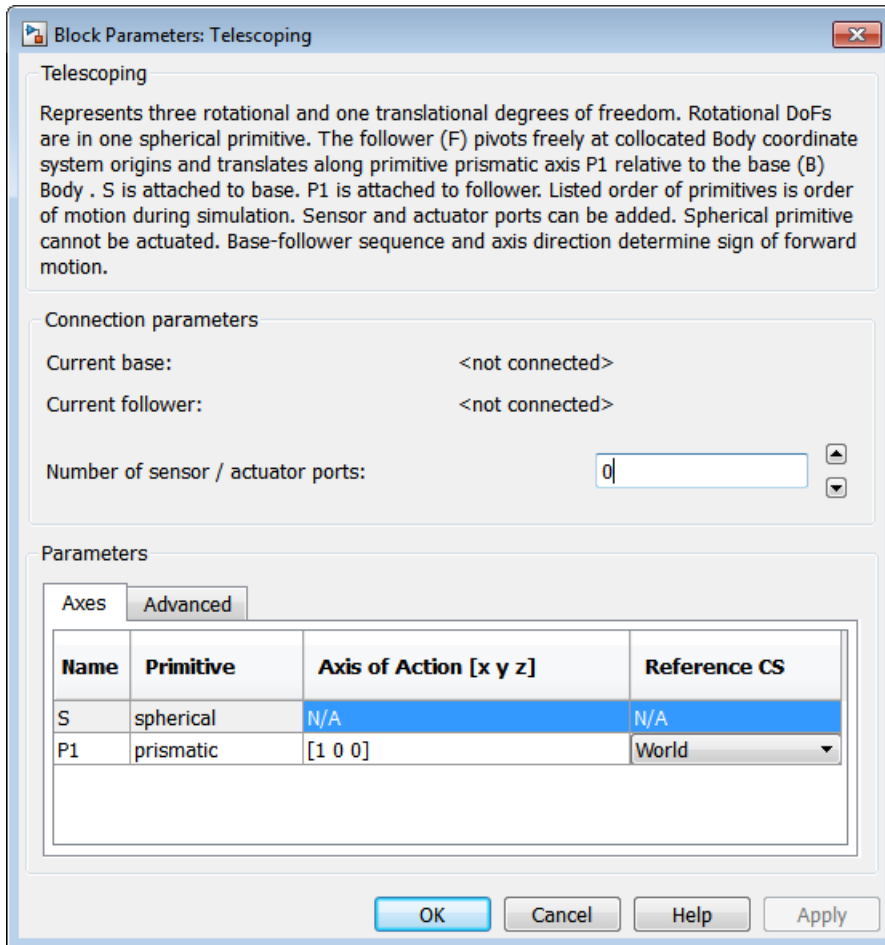 Block Parameters: Telescoping
Telescoping
Represents three rotational and one translational degrees of freedom. Rotational DoFs
are in one spherical primitive. The follower (F) pivots freely at collocated Body coordinate
system origins and translates along primitive prismatic axis P1 relative to the base (B)
Body . S is attached to base. P1 is attached to follower. Listed order of primitives is order
of motion during simulation. Sensor and actuator ports can be added. Spherical primitive
cannot be actuated. Base-follower sequence and axis direction determine sign of forward
motion.
Connection parameters
Current base: <not connected>
Current follower: <not connected>
Number of sensor / actuator ports: 0
Parameters
Axes Advanced
Name Primitive Axis of Action [x y z] Reference CS
S spherical N/A N/A
P1 prismatic [1 0 0] World
OK Cancel Help Apply